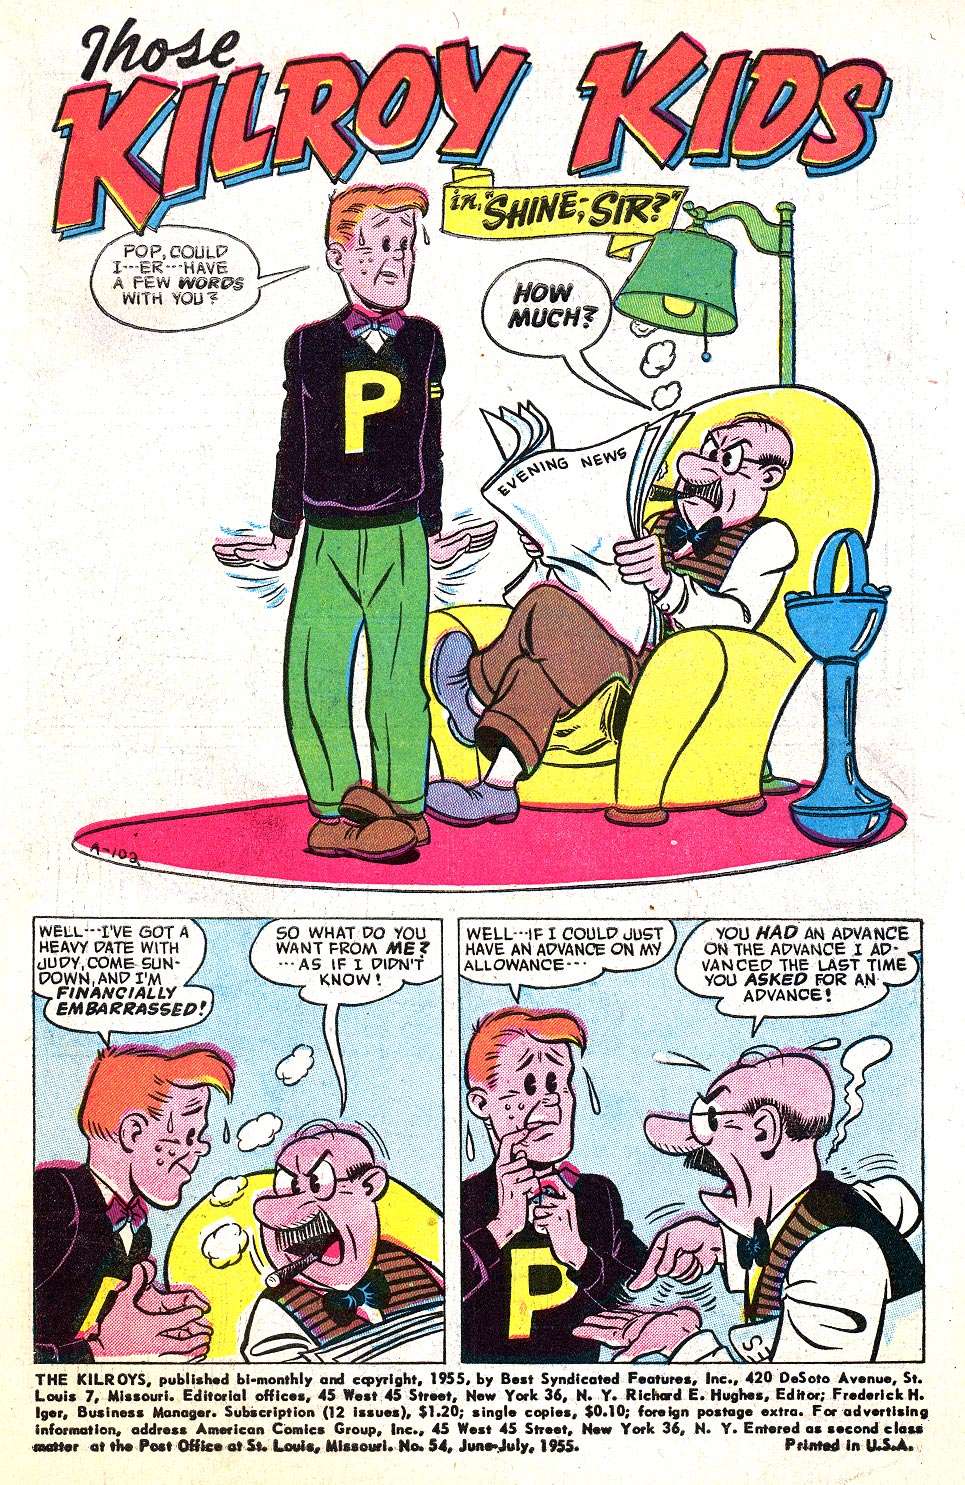 Those
KILROY KIDS
in, "SHINE-, SIR?"
POP, COULD
I---ER---HAVE
A FEW WORDS
WITH YOU?
HOW
MUCH?
P
EVENING NEWS
A-102
WELL---I'VE GOT A
HEAVY DATE WITH
JUDY, COME SUN-
DOWN, AND I'M
FINANCIALLY
EMBARRASSED!
SO WHAT DO YOU
WANT FROM ME?
...AS IF I DIDN'T
KNOW!
WELL---IF I COULD JUST
HAVE AN ADVANCE ON MY
ALLOWANCE---
YOU HAD AN ADVANCE
ON THE ADVANCE I AD-
VANCED THE LAST TIME
YOU ASKED FOR AN
ADVANCE!
P
THE KILROYS, published bi-monthly and copyright, 1955, by Best Syndicated Features, Inc., 420 DeSoto Avenue, St.
Louis 7, Missouri. Editorial offices, 45 West 45 Street, New York 36, N. Y. Richard E. Hughes, Editor; Frederick H.
Iger, Business Manager. Subscription (12 issues), $1.20; single copies, $0.10; foreign postage extra. For advertising
information, address American Comics Group, Inc., 45 West 45 Street, New York 36, N. Y. Entered as second class
matter at the Post Office at St. Louis, Missouri. No. 54, June-July, 1955. Printed in U.S.A.